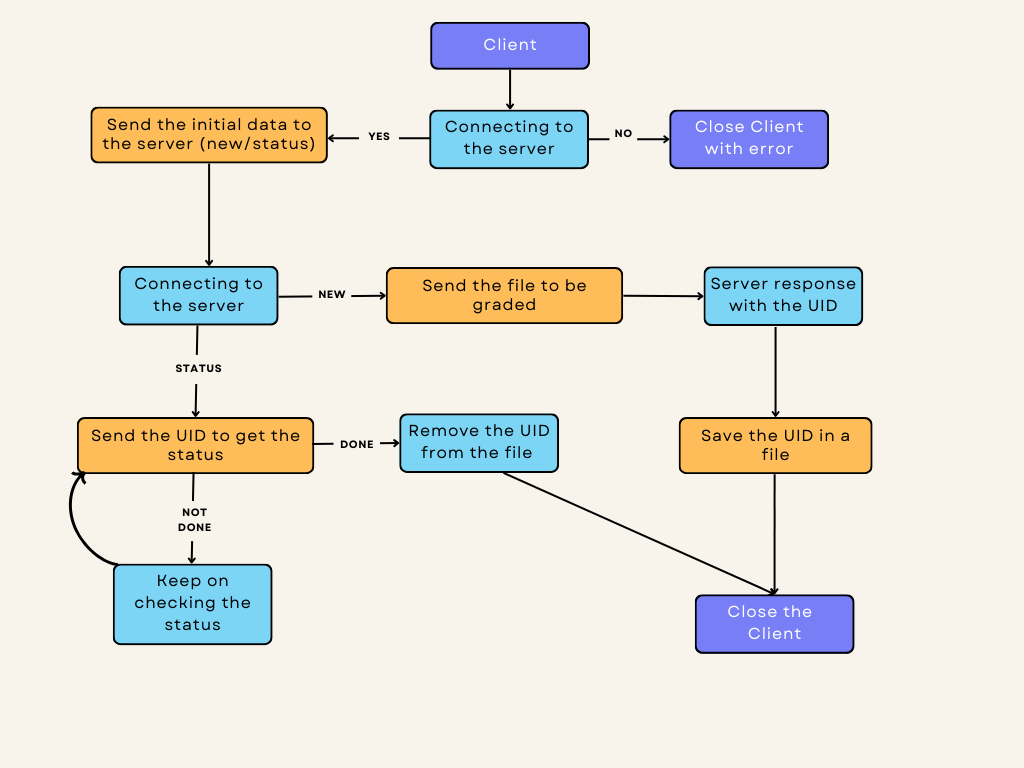 Client
Send the initial data to
the server (new/status)
YES
Connecting to
the server
NO
Close Client
with error
Connecting to
the server
NEW
Send the file to be
graded
Server response
with the UID
STATUS
Send the UID to get the
status
DONE
Remove the UID
from the file
Save the UID in a
file
NOT
DONE
Keep on
checking the
status
Close the
Client